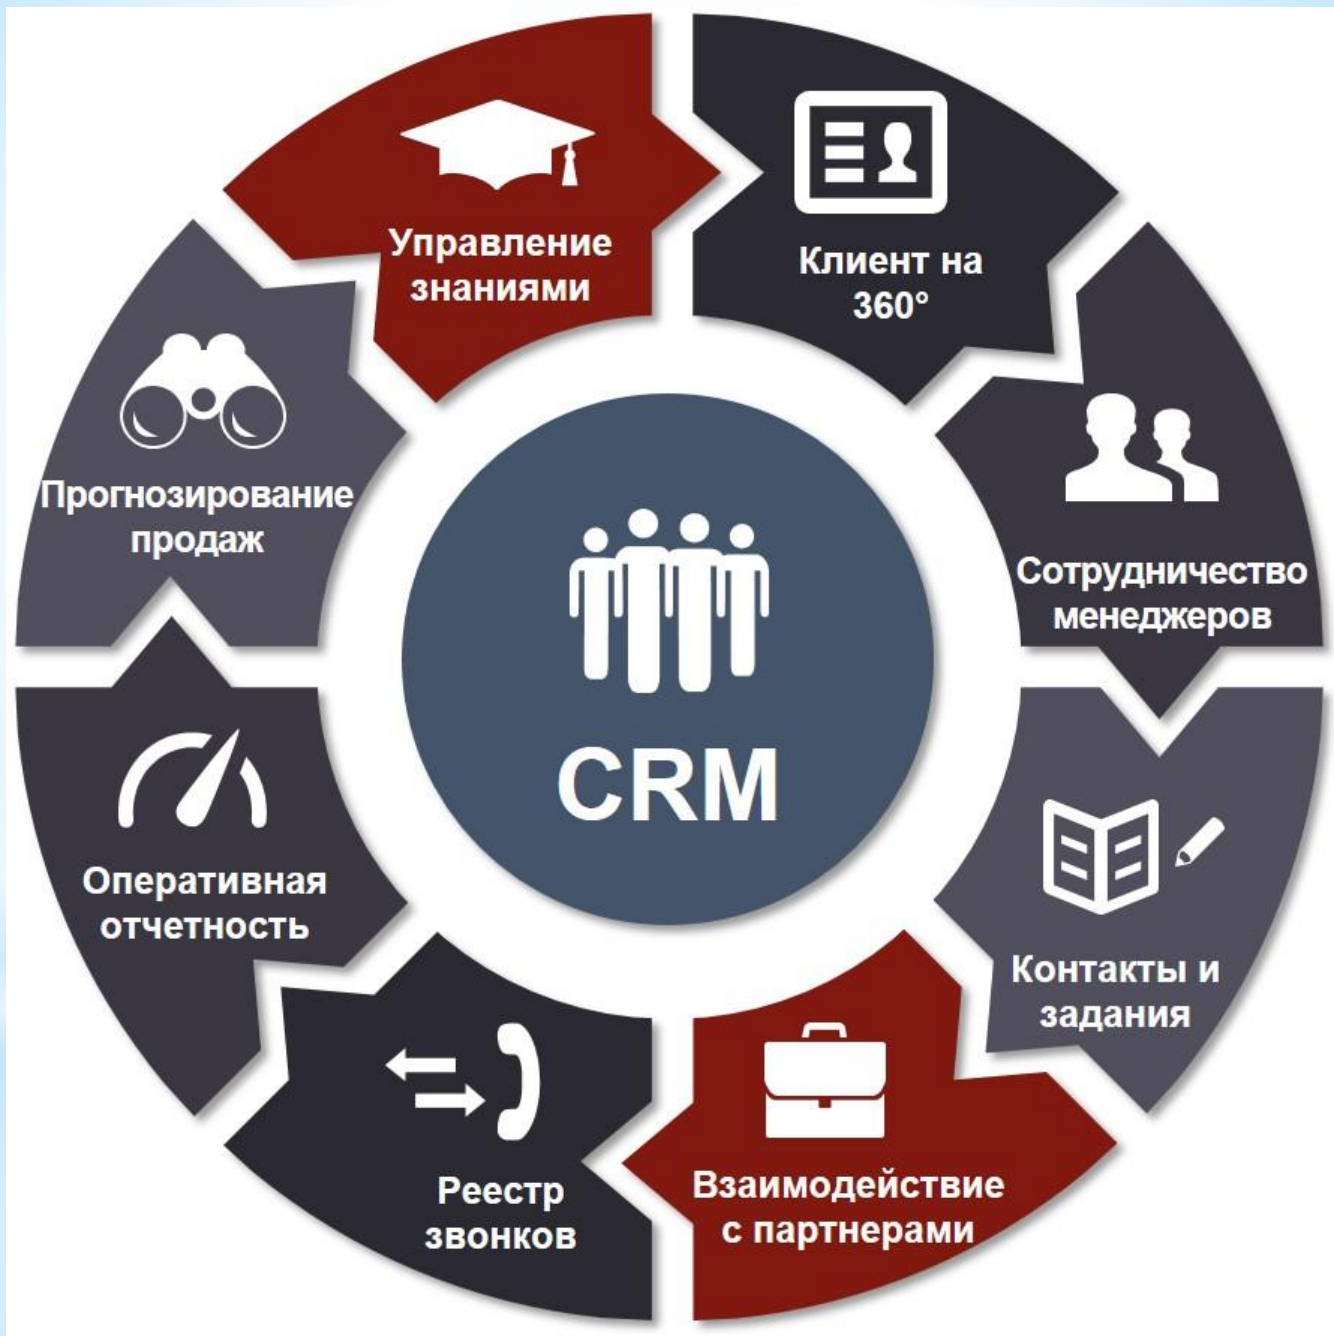 Управление
знаниями
Клиент на
360°
Сотрудничество
менеджеров
Контакты и
задания
Взаимодействие
с партнерами
Реестр
звонков
Оперативная
отчетность
Прогнозирование
продаж
CRM